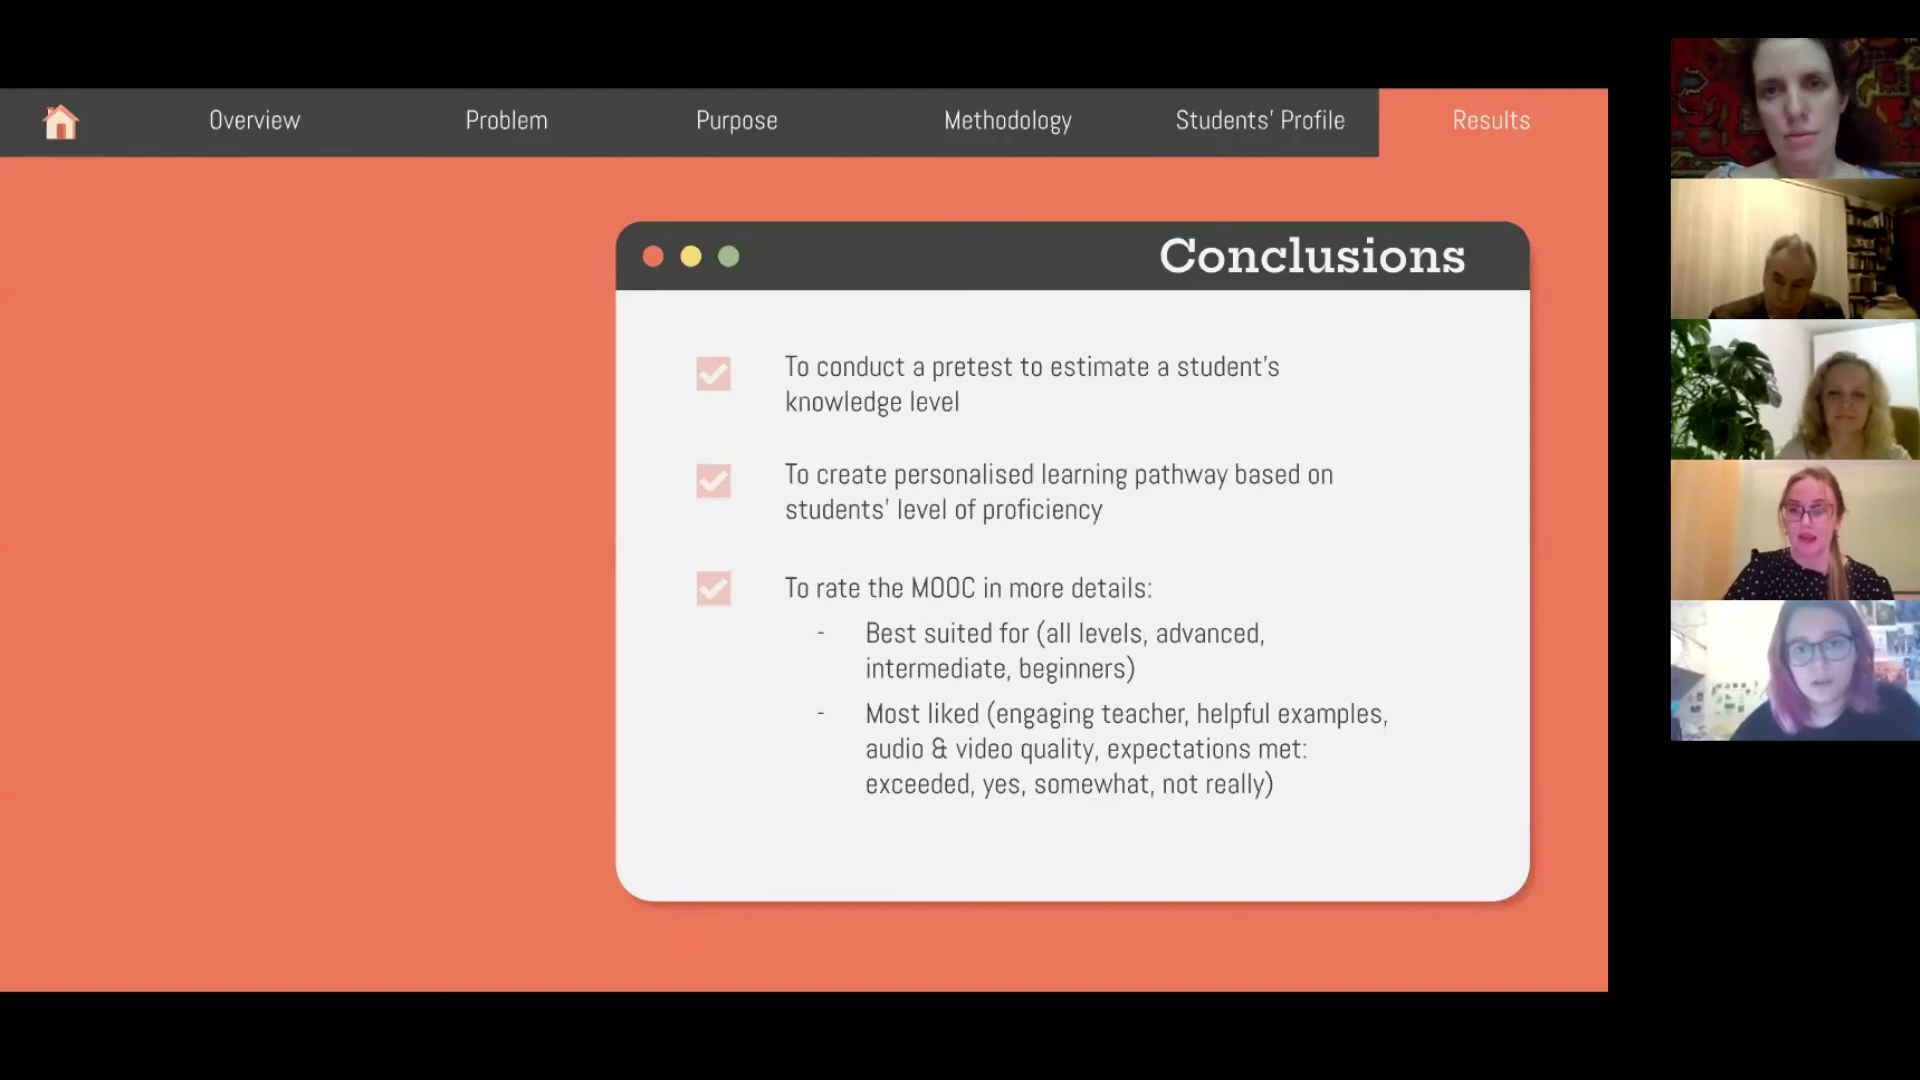 Overview Problem Purpose Methodology Students' Profile Results
Conclusions
To conduct a pretest to estimate a student's
knowledge level
To create personalised learning pathway based on
students' level of proficiency
To rate the MOOC in more details:
- Best suited for (all levels, advanced,
intermediate, beginners)
- Most liked (engaging teacher, helpful examples,
audio & video quality, expectations met:
exceeded, yes, somewhat, not really)